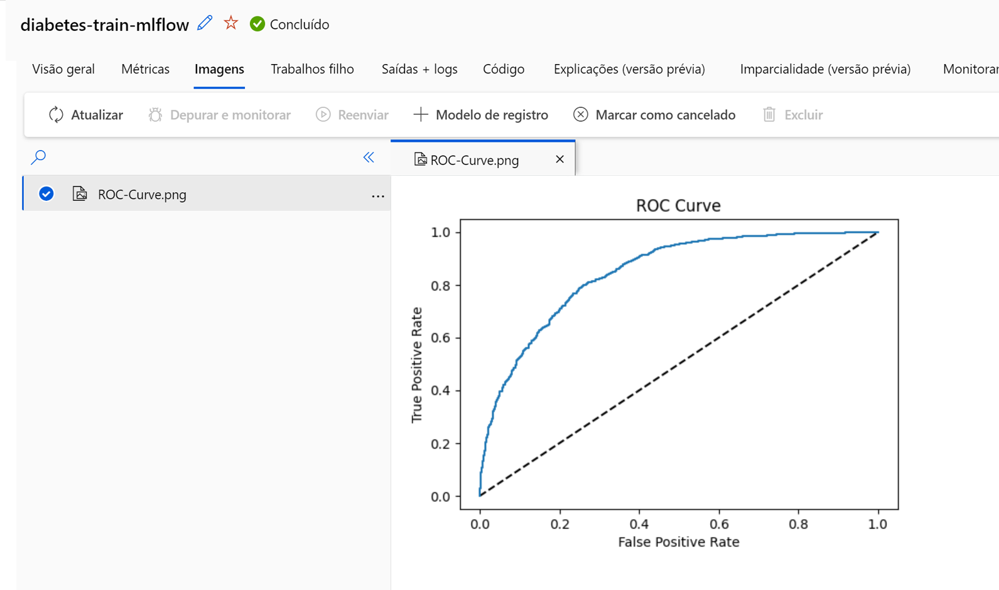 diabetes-train-mlflow Concluído
Visão geral Métricas Imagens Trabalhos filho Saídas + logs Código Explicações (versão prévia) Imparcialidade (versão prévia) Monitorar
Atualizar Depurar e monitorar Reenviar Modelo de registro Marcar como cancelado Excluir
ROC-Curve.png
ROC-Curve.png ...
ROC Curve
1.0
0.8
0.6
0.4
0.2
0.0
True Positive Rate
0.0 0.2 0.4 0.6 0.8 1.0
False Positive Rate